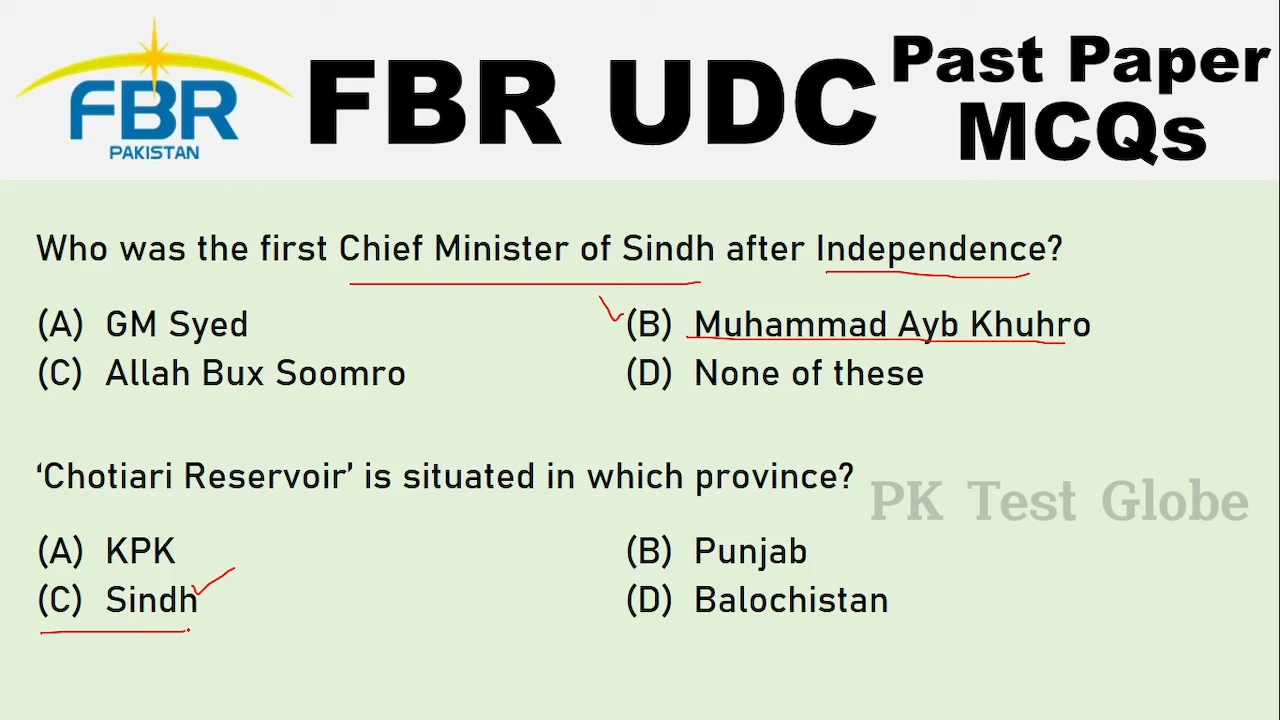 FBR
PAKISTAN
FBR UDC
Past Paper
MCQs
Who was the first Chief Minister of Sindh after Independence?
(A) GM Syed
(B) Muhammad Ayb Khuhro
(C) Allah Bux Soomro
(D) None of these
‘Chotiari Reservoir’ is situated in which province?
PK Test Globe
(A) KPK
(B) Punjab
(C) Sindh
(D) Balochistan